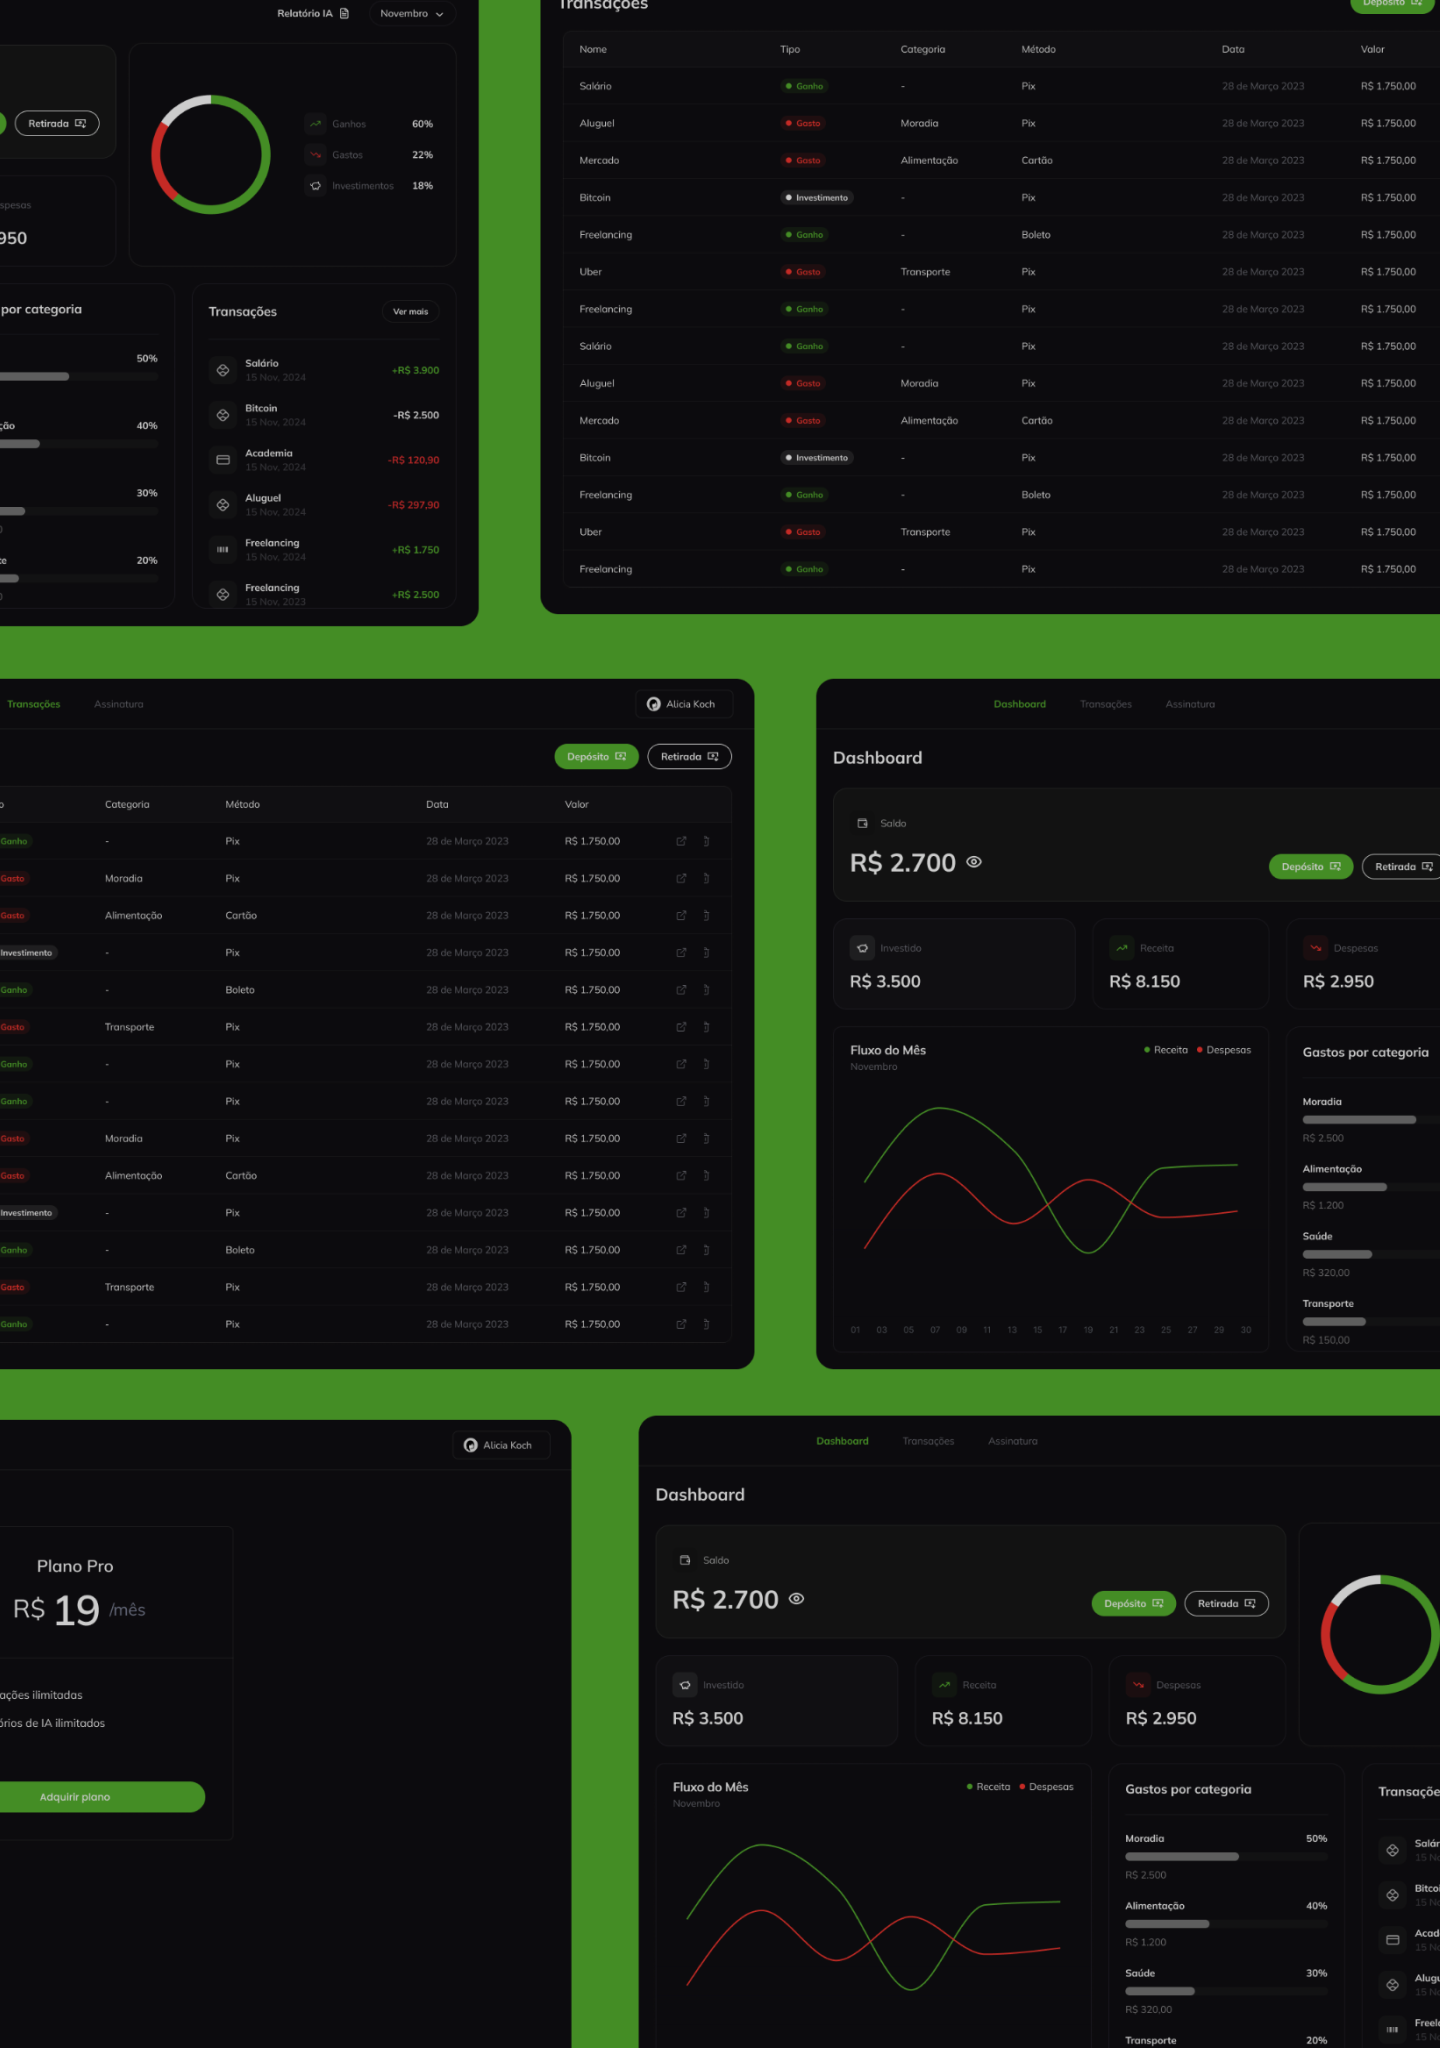 Relatório IA
Novembro
Retirada
Ganhos 60%
Gastos 22%
Investimentos 18%
spesas
950
por categoria
50%
ção 40%
30%
te 20%
Transações Ver mais
Salário
15 Nov, 2024
+R$ 3.900
Bitcoin
15 Nov, 2024
-R$ 2.500
Academia
15 Nov, 2024
-R$ 120,90
Aluguel
15 Nov, 2024
-R$ 297,90
Freelancing
15 Nov, 2024
+R$ 1.750
Freelancing
15 Nov, 2023
+R$ 2.500
Transações
Depósito
Nome Tipo Categoria Método Data Valor
Salário Ganho - Pix 28 de Março 2023 R$ 1.750,00
Aluguel Gasto Moradia Pix 28 de Março 2023 R$ 1.750,00
Mercado Gasto Alimentação Cartão 28 de Março 2023 R$ 1.750,00
Bitcoin Investimento - Pix 28 de Março 2023 R$ 1.750,00
Freelancing Ganho - Boleto 28 de Março 2023 R$ 1.750,00
Uber Gasto Transporte Pix 28 de Março 2023 R$ 1.750,00
Freelancing Ganho - Pix 28 de Março 2023 R$ 1.750,00
Salário Ganho - Pix 28 de Março 2023 R$ 1.750,00
Aluguel Gasto Moradia Pix 28 de Março 2023 R$ 1.750,00
Mercado Gasto Alimentação Cartão 28 de Março 2023 R$ 1.750,00
Bitcoin Investimento - Pix 28 de Março 2023 R$ 1.750,00
Freelancing Ganho - Boleto 28 de Março 2023 R$ 1.750,00
Uber Gasto Transporte Pix 28 de Março 2023 R$ 1.750,00
Freelancing Ganho - Pix 28 de Março 2023 R$ 1.750,00
Transações Assinatura Alicia Koch
Depósito Retirada
o Categoria Método Data Valor
Ganho - Pix 28 de Março 2023 R$ 1.750,00
Gasto Moradia Pix 28 de Março 2023 R$ 1.750,00
Gasto Alimentação Cartão 28 de Março 2023 R$ 1.750,00
Investimento - Pix 28 de Março 2023 R$ 1.750,00
Ganho - Boleto 28 de Março 2023 R$ 1.750,00
Gasto Transporte Pix 28 de Março 2023 R$ 1.750,00
Ganho - Pix 28 de Março 2023 R$ 1.750,00
Ganho - Pix 28 de Março 2023 R$ 1.750,00
Gasto Moradia Pix 28 de Março 2023 R$ 1.750,00
Gasto Alimentação Cartão 28 de Março 2023 R$ 1.750,00
Investimento - Pix 28 de Março 2023 R$ 1.750,00
Ganho - Boleto 28 de Março 2023 R$ 1.750,00
Gasto Transporte Pix 28 de Março 2023 R$ 1.750,00
Ganho - Pix 28 de Março 2023 R$ 1.750,00
Dashboard Transações Assinatura
Dashboard
Saldo
R$ 2.700
Depósito Retirada
Investido
R$ 3.500
Receita
R$ 8.150
Despesas
R$ 2.950
Fluxo do Mês
Novembro
Receita Despesas
01 03 05 07 09 11 13 15 17 19 21 23 25 27 29 30
Gastos por categoria
Moradia
R$ 2.500
Alimentação
R$ 1.200
Saúde
R$ 320,00
Transporte
R$ 150,00
Alicia Koch
Plano Pro
R$ 19 /mês
ações ilimitadas
órios de IA ilimitados
Adquirir plano
Dashboard Transações Assinatura
Dashboard
Saldo
R$ 2.700
Depósito Retirada
Investido
R$ 3.500
Receita
R$ 8.150
Despesas
R$ 2.950
Fluxo do Mês
Novembro
Receita Despesas
Gastos por categoria
Moradia 50%
R$ 2.500
Alimentação 40%
R$ 1.200
Saúde 30%
R$ 320,00
Transporte 20%
Transaçõe
Salár
15 No
Bitcoi
15 No
Acad
15 No
Alugu
15 No
Freel
15 No